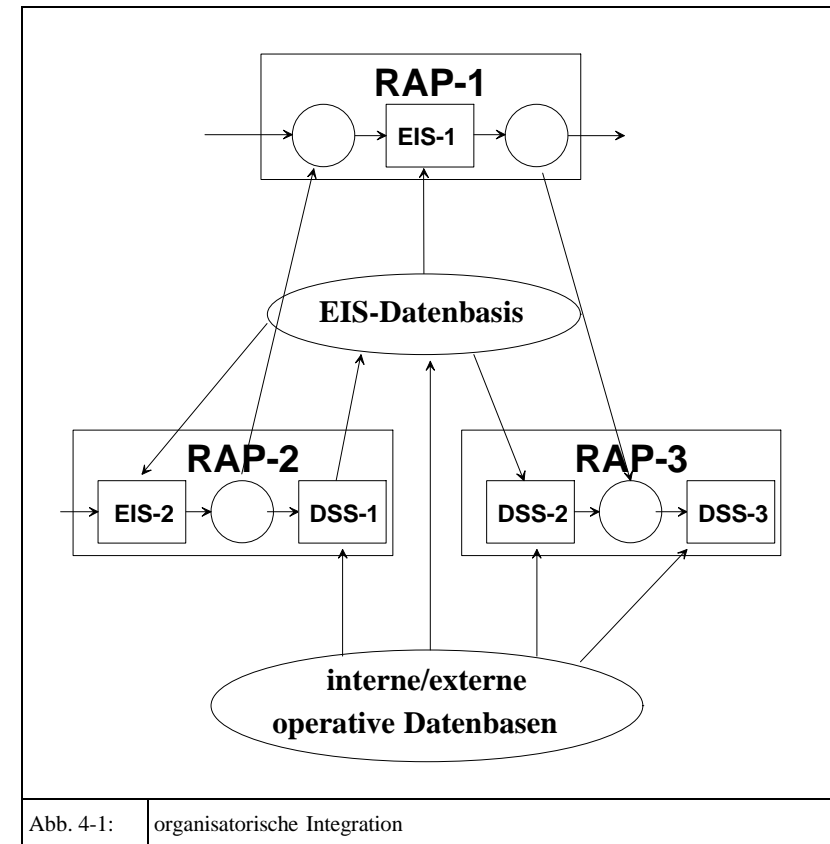 RAP-1
EIS-1
EIS-Datenbasis
RAP-2
RAP-3
EIS-2
DSS-1
DSS-2
DSS-3
interne/externe
operative Datenbasen
Abb. 4-1: organisatorische Integration